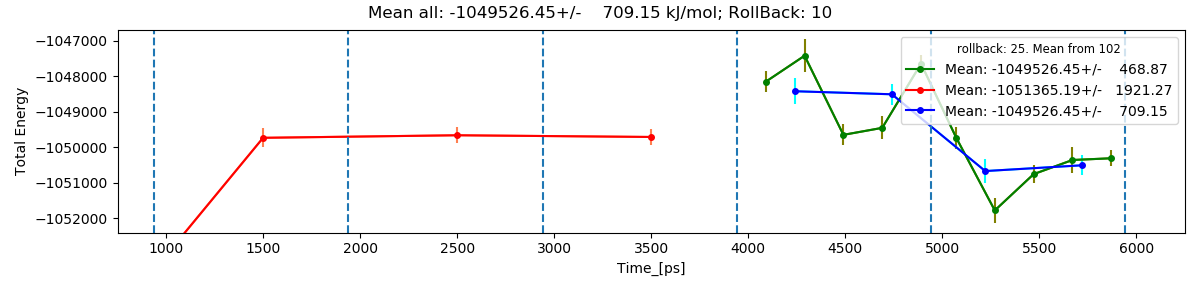 Mean all: -1049526.45+/-    709.15 kJ/mol; RollBack: 10
Total Energy
−1047000
−1048000
−1049000
−1050000
−1051000
−1052000
rollback: 25. Mean from 102
Mean: -1049526.45+/-    468.87
Mean: -1051365.19+/-   1921.27
Mean: -1049526.45+/-    709.15
1000 1500 2000 2500 3000 3500 4000 4500 5000 5500 6000
Time_[ps]